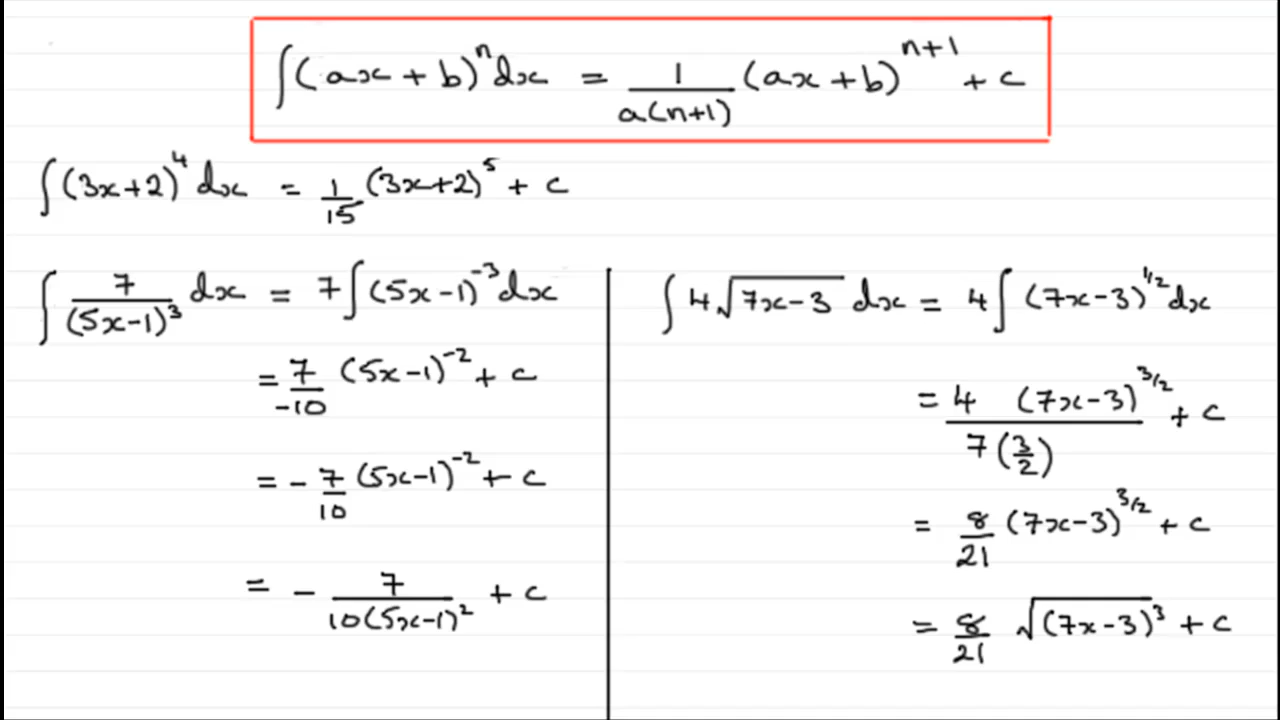 ∫(ax + b)ⁿ dx = 1/(a(n+1)) (ax + b)ⁿ⁺¹ + c
∫(3x+2)⁴ dx = 1/15 (3x+2)⁵ + c
∫ 7/(5x−1)³ dx = 7∫(5x−1)⁻³ dx
= 7/−10 (5x−1)⁻² + c
= − 7/10 (5x−1)⁻² + c
= − 7/(10(5x−1)²) + c
∫ 4√(7x−3) dx = 4∫(7x−3)^(1/2) dx
= 4 (7x−3)^(3/2) / (7(3/2)) + c
= 8/21 (7x−3)^(3/2) + c
= 8/21 √((7x−3)³) + c